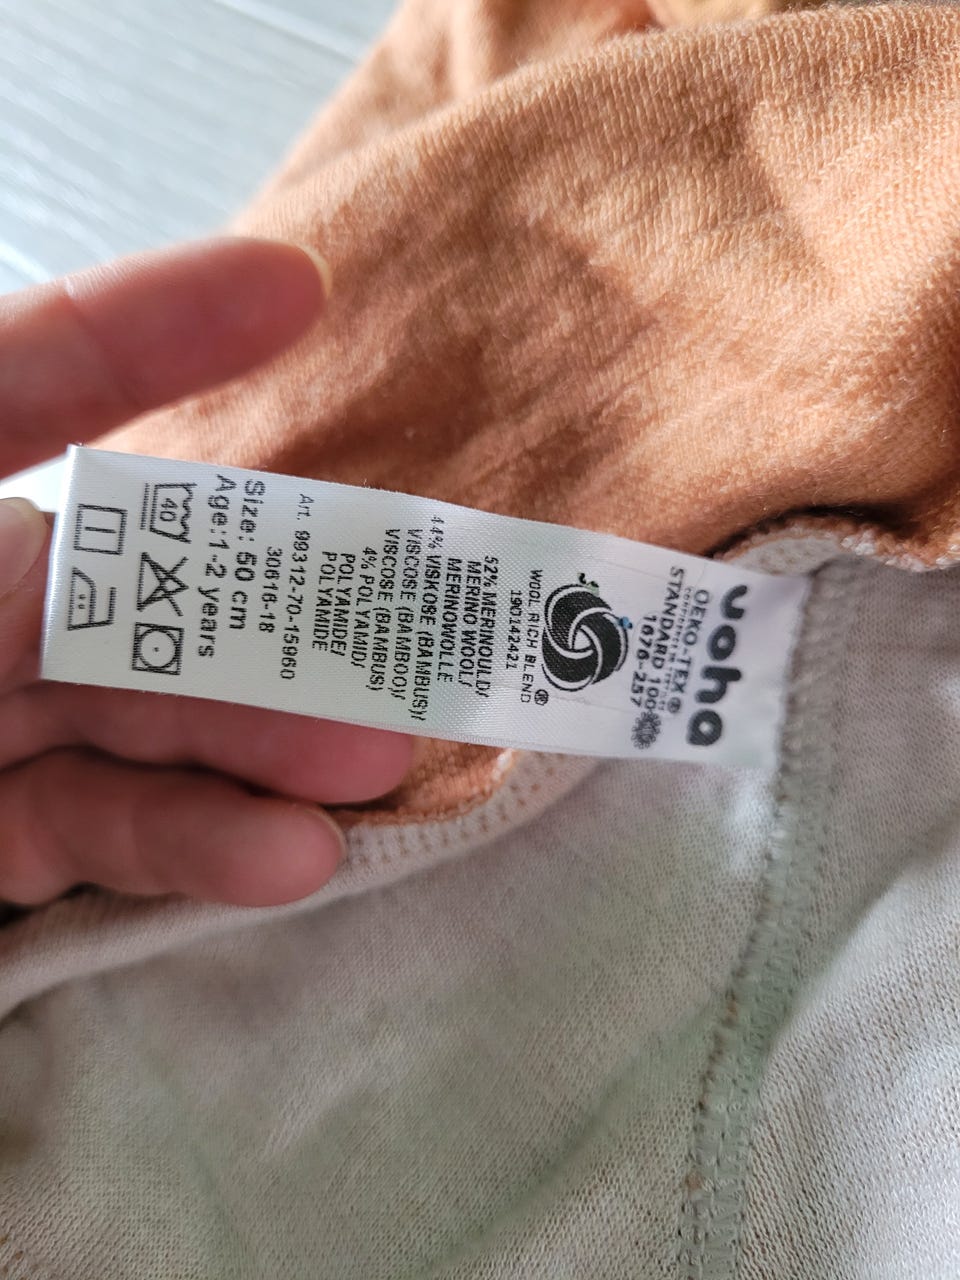 joha
OEKO-TEX®
STANDARD 100
1676-257
WOOL RICH BLEND
190142421
52% MERINOULD/
MERINO WOOL/
MERINOWOLLE
44% VISKOSE (BAMBUS)/
VISCOSE (BAMBOO)/
VISCOSE (BAMBUS)
4% POLYAMID/
POLYAMIDE/
POLYAMIDE
Art. 99312-70-15960
30616-18
Size: 50 cm
Age:1-2 years
40